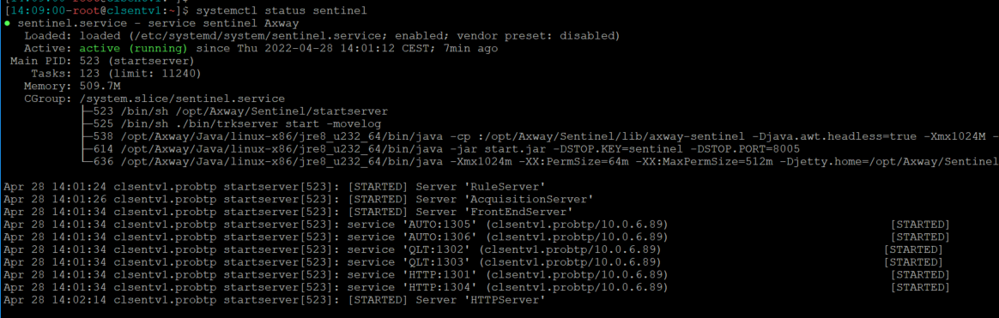 [14:09:00-root@clsentv1:~]$ systemctl status sentinel
● sentinel.service - service sentinel Axway
   Loaded: loaded (/etc/systemd/system/sentinel.service; enabled; vendor preset: disabled)
   Active: active (running) since Thu 2022-04-28 14:01:12 CEST; 7min ago
 Main PID: 523 (startserver)
    Tasks: 123 (limit: 11240)
   Memory: 509.7M
   CGroup: /system.slice/sentinel.service
           ├─523 /bin/sh /opt/Axway/Sentinel/startserver
           ├─525 /bin/sh ./bin/trkserver start -movelog
           ├─538 /opt/Axway/Java/linux-x86/jre8_u232_64/bin/java -cp :/opt/Axway/Sentinel/lib/axway-sentinel -Djava.awt.headless=true -Xmx1024M -
           ├─614 /opt/Axway/Java/linux-x86/jre8_u232_64/bin/java -jar start.jar -DSTOP.KEY=sentinel -DSTOP.PORT=8005
           └─636 /opt/Axway/Java/linux-x86/jre8_u232_64/bin/java -Xmx1024m -XX:PermSize=64m -XX:MaxPermSize=512m -Djetty.home=/opt/Axway/Sentinel
Apr 28 14:01:24 clsentv1.probtp startserver[523]: [STARTED] Server 'RuleServer'
Apr 28 14:01:26 clsentv1.probtp startserver[523]: [STARTED] Server 'AcquisitionServer'
Apr 28 14:01:34 clsentv1.probtp startserver[523]: [STARTED] Server 'FrontEndServer'
Apr 28 14:01:34 clsentv1.probtp startserver[523]: service 'AUTO:1305' (clsentv1.probtp/10.0.6.89) [STARTED]
Apr 28 14:01:34 clsentv1.probtp startserver[523]: service 'AUTO:1306' (clsentv1.probtp/10.0.6.89) [STARTED]
Apr 28 14:01:34 clsentv1.probtp startserver[523]: service 'QLT:1302' (clsentv1.probtp/10.0.6.89) [STARTED]
Apr 28 14:01:34 clsentv1.probtp startserver[523]: service 'QLT:1303' (clsentv1.probtp/10.0.6.89) [STARTED]
Apr 28 14:01:34 clsentv1.probtp startserver[523]: service 'HTTP:1301' (clsentv1.probtp/10.0.6.89) [STARTED]
Apr 28 14:01:34 clsentv1.probtp startserver[523]: service 'HTTP:1304' (clsentv1.probtp/10.0.6.89) [STARTED]
Apr 28 14:02:14 clsentv1.probtp startserver[523]: [STARTED] Server 'HTTPServer'